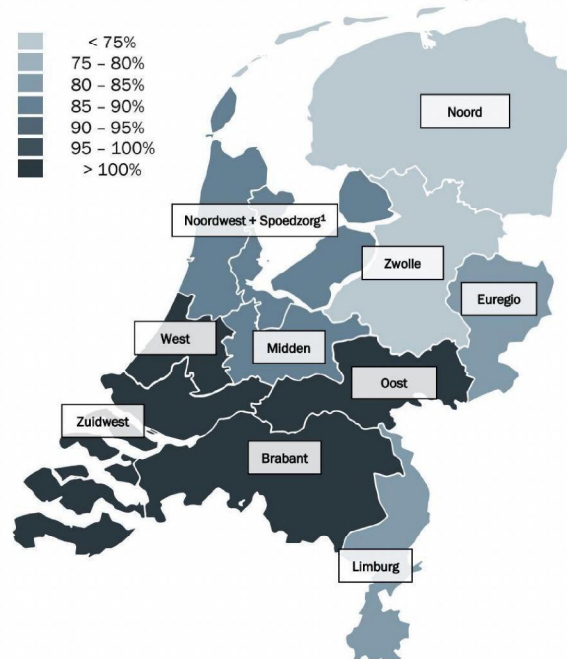 < 75%
75 – 80%
80 – 85%
85 – 90%
90 – 95%
95 – 100%
> 100%
Noord
Noordwest + Spoedzorg¹
Zwolle
Euregio
West
Midden
Oost
Zuidwest
Brabant
Limburg